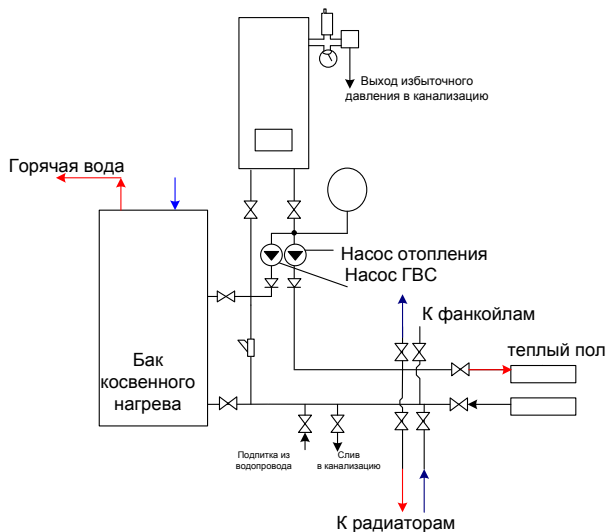 Выход избыточного
давления в канализацию
Горячая вода
Насос отопления
Насос ГВС
К фанкойлам
теплый пол
Бак
косвенного
нагрева
Подпитка из
водопровода
Слив
в канализацию
К радиаторам